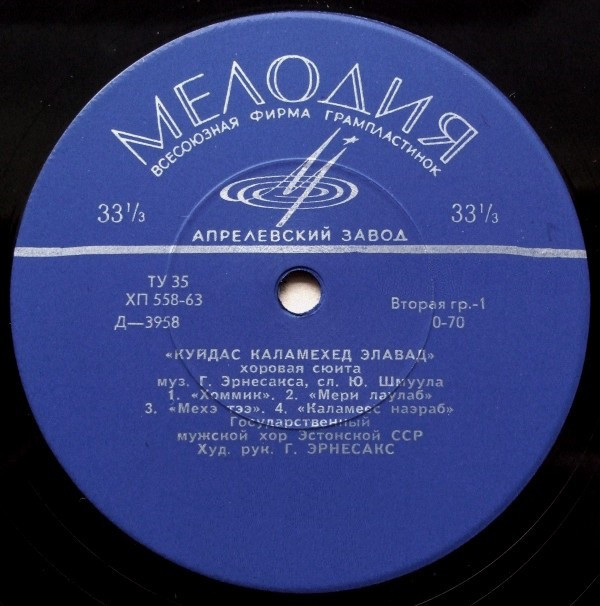 МЕЛОДИЯ
ВСЕСОЮЗНАЯ ФИРМА ГРАМПЛАСТИНОК
33⅓ 33⅓
АПРЕЛЕВСКИЙ ЗАВОД
ТУ 35
ХП 558-63 Вторая гр.-1
Д—3958 0-70
«КУЙДАС КАЛАМЕХЕД ЭЛАВАД»
хоровая сюита
муз. Г. Эрнесакса, сл. Ю. Шмуула
1. «Хоммик». 2. «Мери лаулаб»
3. «Мехэ тээ». 4. «Каламеес наэраб»
Государственный
мужской хор Эстонской ССР
Худ. рук. Г. ЭРНЕСАКС